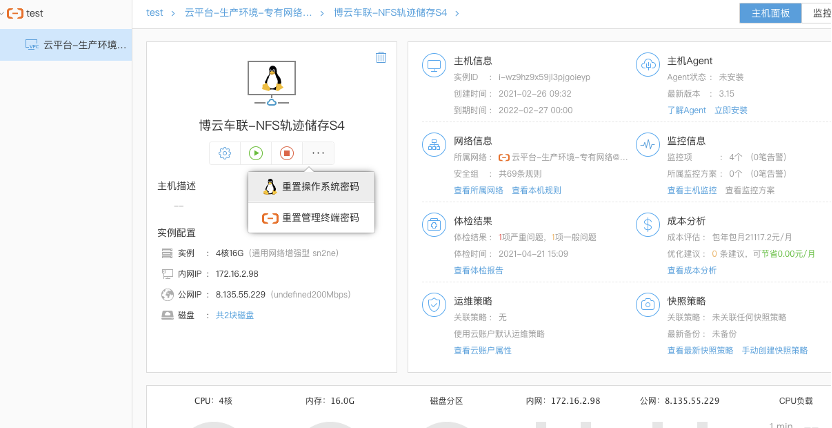 test
test > 云平台-生产环境-专有网络... > 博云车联-NFS轨迹储存S4 >
主机面板
监控
云平台-生产环境...
博云车联-NFS轨迹储存S4
重置操作系统密码
重置管理终端密码
主机描述
—
实例配置
实例 : 4核16G (通用网络增强型 sn2ne)
内网IP : 172.16.2.98
公网IP : 8.135.55.229 (undefined200Mbps)
磁盘 : 共2块磁盘
主机信息
实例ID : i-wz9hz9x59ji3pjgoieyp
创建时间 : 2021-02-26 09:32
到期时间 : 2022-02-27 00:00
主机Agent
Agent状态 : 未安装
最新版本 : 3.15
了解Agent 立即安装
网络信息
所属网络 : 云平台-生产环境-专有网络@...
安全组 : 共69条规则
查看所属网络 查看本机规则
监控信息
监控项 : 4个 (0笔告警)
所属监控方案 : 0个 (0笔告警)
查看主机监控 查看监控方案
体检结果
体检结果 : 1项严重问题, 1项一般问题
体检时间 : 2021-04-21 15:09
查看体检报告
成本分析
成本评估 : 包年包月21117.2元/月
优化建议 : 0 条建议, 可节省0.00元/月
查看成本分析
运维策略
关联策略 : 无
使用云账户默认运维策略
查看云账户属性
快照策略
关联策略 : 未关联任何快照策略
最新备份 : 未备份
查看最新快照策略 手动创建快照策略
CPU: 4核
内存: 16.0G
磁盘分区
内网: 172.16.2.98
公网: 8.135.55.229
CPU负载
1 min